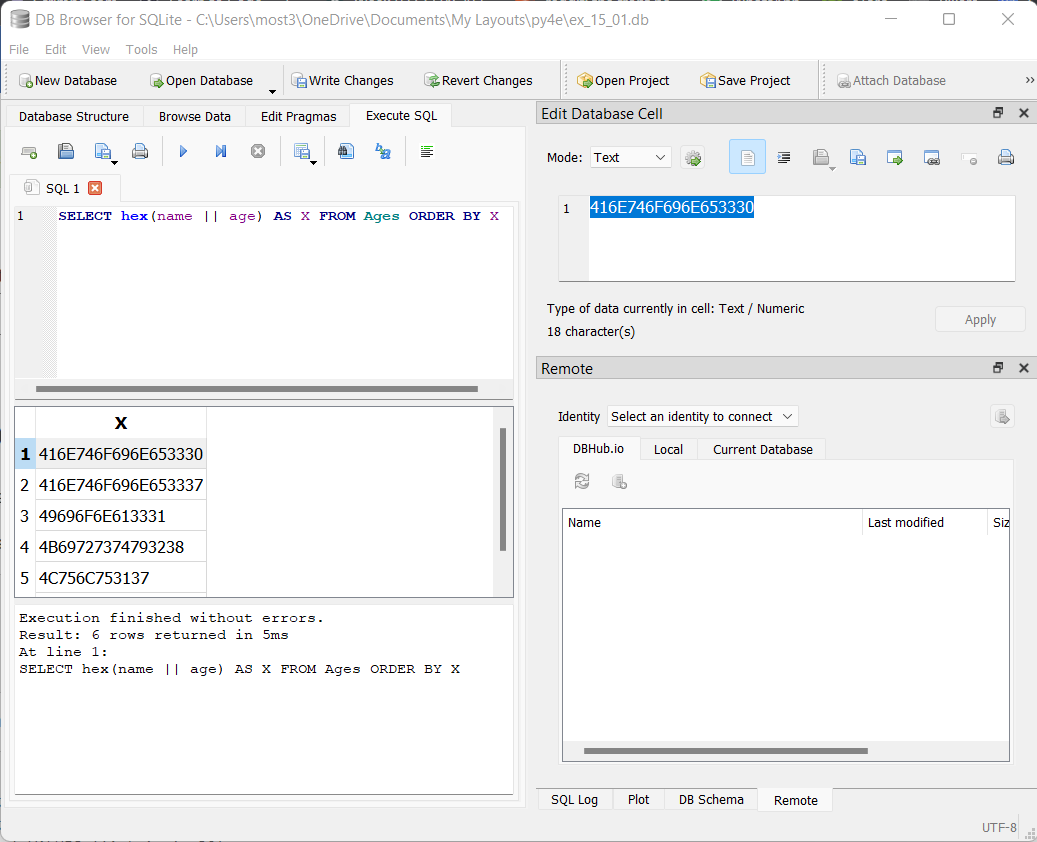 DB Browser for SQLite - C:\Users\most3\OneDrive\Documents\My Layouts\py4e\ex_15_01.db
File Edit View Tools Help
New Database Open Database Write Changes Revert Changes Open Project Save Project Attach Database »
Database Structure Browse Data Edit Pragmas Execute SQL
SQL 1
1 SELECT hex(name || age) AS X FROM Ages ORDER BY X
X
1 416E746F696E653330
2 416E746F696E653337
3 49696F6E613331
4 4B69727374793238
5 4C756C753137
Execution finished without errors.
Result: 6 rows returned in 5ms
At line 1:
SELECT hex(name || age) AS X FROM Ages ORDER BY X
Edit Database Cell
Mode: Text
1 416E746F696E653330
Type of data currently in cell: Text / Numeric
18 character(s)
Apply
Remote
Identity Select an identity to connect
DBHub.io Local Current Database
Name Last modified Siz
SQL Log Plot DB Schema Remote
UTF-8